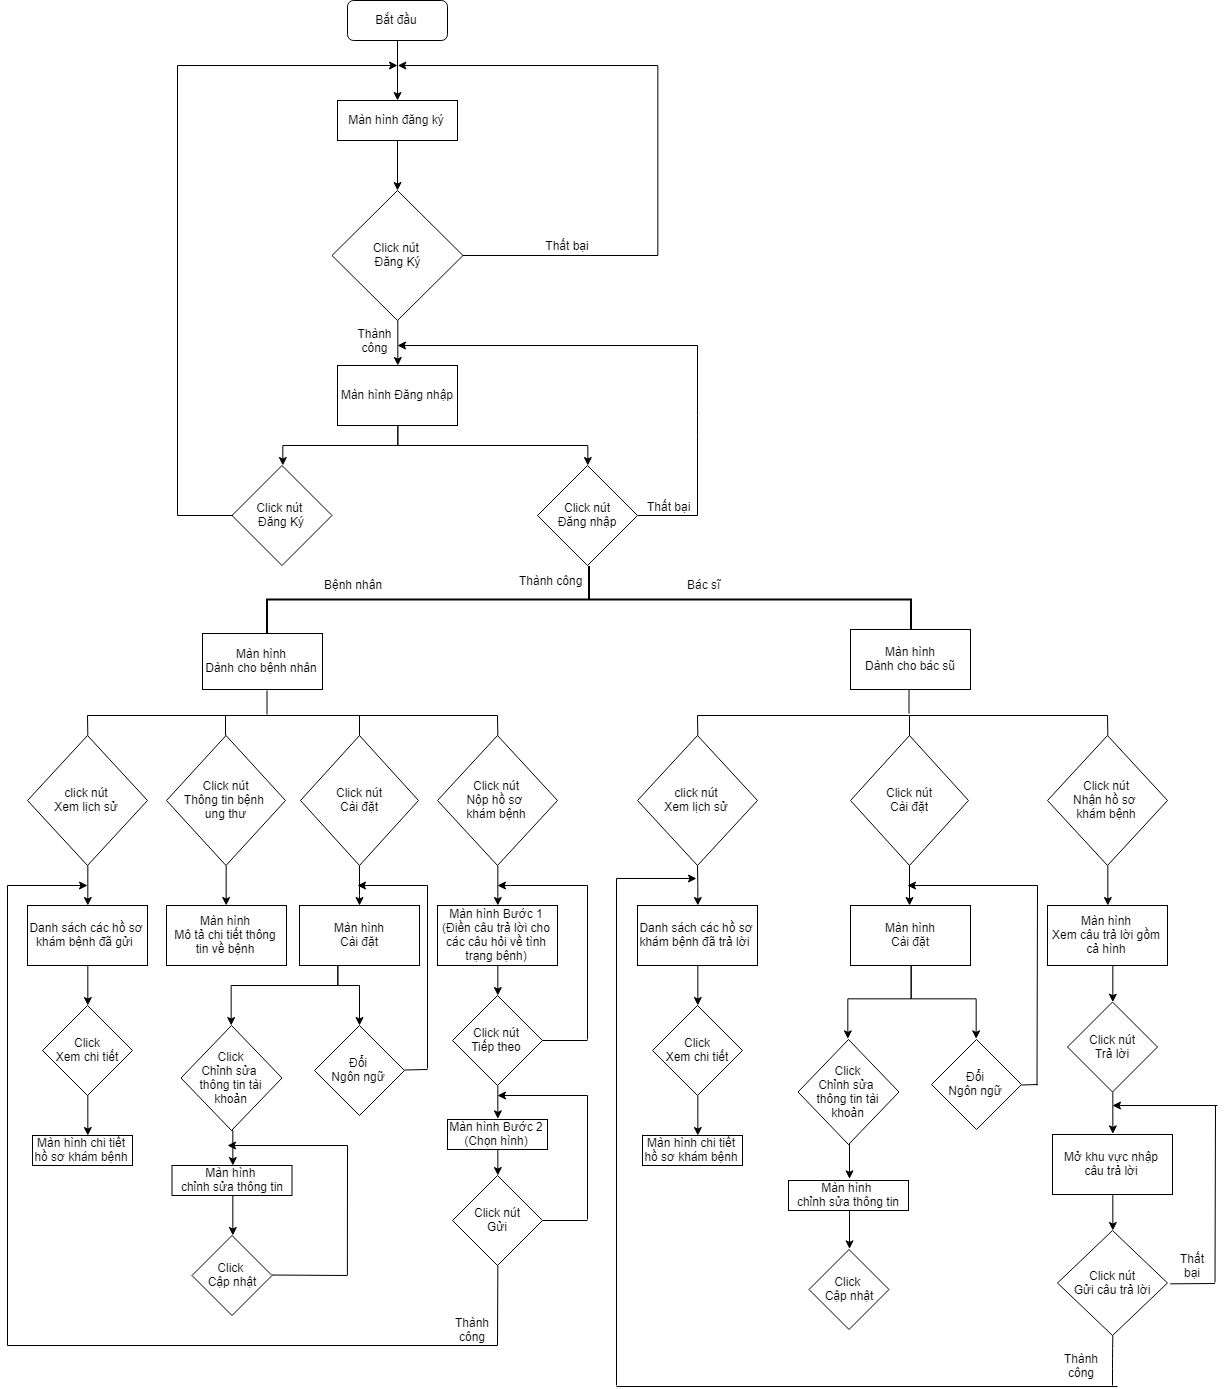 Bắt đầu
Màn hình đăng ký
Click nút
Đăng Ký
Thất bại
Thành
công
Màn hình Đăng nhập
Click nút
Đăng Ký
Click nút
Đăng nhập
Thất bại
Bệnh nhân
Thành công
Bác sĩ
Màn hình
Dành cho bệnh nhân
Màn hình
Dành cho bác sũ
click nút
Xem lịch sử
Click nút
Thông tin bệnh
ung thư
Click nút
Cài đặt
Click nút
Nộp hồ sơ
khám bệnh
click nút
Xem lịch sử
Click nút
Cài đặt
Click nút
Nhận hồ sơ
khám bệnh
Danh sách các hồ sơ
khám bệnh đã gửi
Màn hình
Mô tả chi tiết thông
tin về bệnh
Màn hình
Cài đặt
Màn hình Bước 1
(Điền câu trả lời cho
các câu hỏi về tình
trạng bệnh)
Danh sách các hồ sơ
khám bệnh đã trả lời
Màn hình
Cài đặt
Màn hình
Xem câu trả lời gồm
cả hình
Click
Xem chi tiết
Click
Chỉnh sửa
thông tin tài
khoản
Đổi
Ngôn ngữ
Click nút
Tiếp theo
Click
Xem chi tiết
Click
Chỉnh sửa
thông tin tài
khoản
Đổi
Ngôn ngữ
Click nút
Trả lời
Màn hình chi tiết
hồ sơ khám bệnh
Màn hình
chỉnh sửa thông tin
Màn hình Bước 2
(Chọn hình)
Màn hình chi tiết
hồ sơ khám bệnh
Màn hình
chỉnh sửa thông tin
Mở khu vực nhập
câu trả lời
Click
Cập nhật
Click nút
Gửi
Click
Cập nhật
Click nút
Gửi câu trả lời
Thất
bại
Thành
công
Thành
công